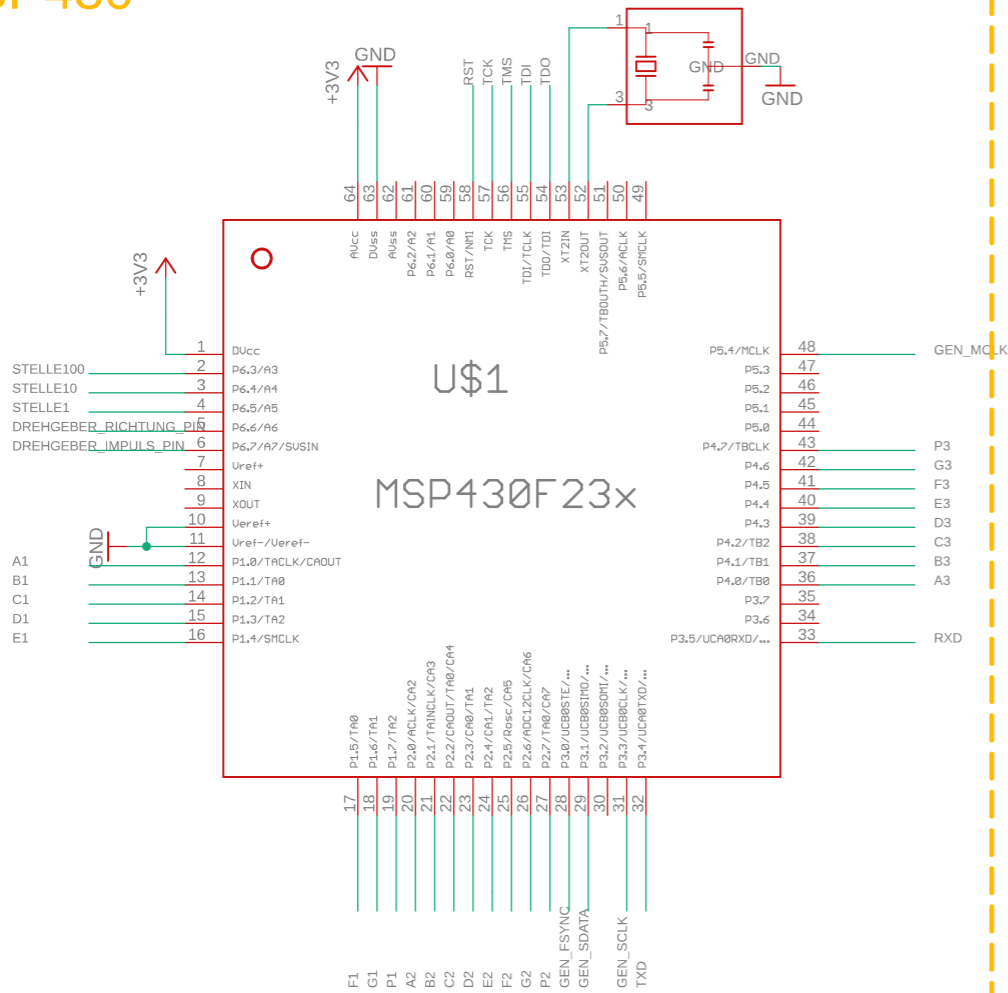 1
1
GND
GND
GND
3
3
GND
+3V3
RST
TCK
TMS
TDI
TDO
64
63
62
61
60
59
58
57
56
55
54
53
52
51
50
49
AVcc
DVss
AVss
P6.2/A2
P6.1/A1
P6.0/A0
RST/NMI
TCK
TMS
TDI/TCLK
TDO/TDI
XT2IN
XT2OUT
P5.7/TBOUTH/SVSOUT
P5.6/ACLK
P5.5/SMCLK
+3V3
U$1
MSP430F23x
1 DVcc
STELLE100 2 P6.3/A3
STELLE10 3 P6.4/A4
STELLE1 4 P6.5/A5
DREHGEBER_RICHTUNG_PIN 5 P6.6/A6
DREHGEBER_IMPULS_PIN 6 P6.7/A7/SVSIN
7 Vref+
8 XIN
9 XOUT
10 Veref+
GND
11 Vref-/Veref-
A1 12 P1.0/TACLK/CAOUT
B1 13 P1.1/TA0
C1 14 P1.2/TA1
D1 15 P1.3/TA2
E1 16 P1.4/SMCLK
P5.4/MCLK 48 GEN_MCLK
P5.3 47
P5.2 46
P5.1 45
P5.0 44
P4.7/TBCLK 43 P3
P4.6 42 G3
P4.5 41 F3
P4.4 40 E3
P4.3 39 D3
P4.2/TB2 38 C3
P4.1/TB1 37 B3
P4.0/TB0 36 A3
P3.7 35
P3.6 34
P3.5/UCA0RXD/... 33 RXD
P1.5/TA0
P1.6/TA1
P1.7/TA2
P2.0/ACLK/CA2
P2.1/TAINCLK/CA3
P2.2/CAOUT/TA0/CA4
P2.3/CA0/TA1
P2.4/CA1/TA2
P2.5/Rosc/CA5
P2.6/ADC12CLK/CA6
P2.7/TA0/CA7
P3.0/UCB0STE/...
P3.1/UCB0SIMO/...
P3.2/UCB0SOMI/...
P3.3/UCB0CLK/...
P3.4/UCA0TXD/...
17
18
19
20
21
22
23
24
25
26
27
28
29
30
31
32
F1
G1
P1
A2
B2
C2
D2
E2
F2
G2
P2
GEN_FSYNC
GEN_SDATA
GEN_SCLK
TXD